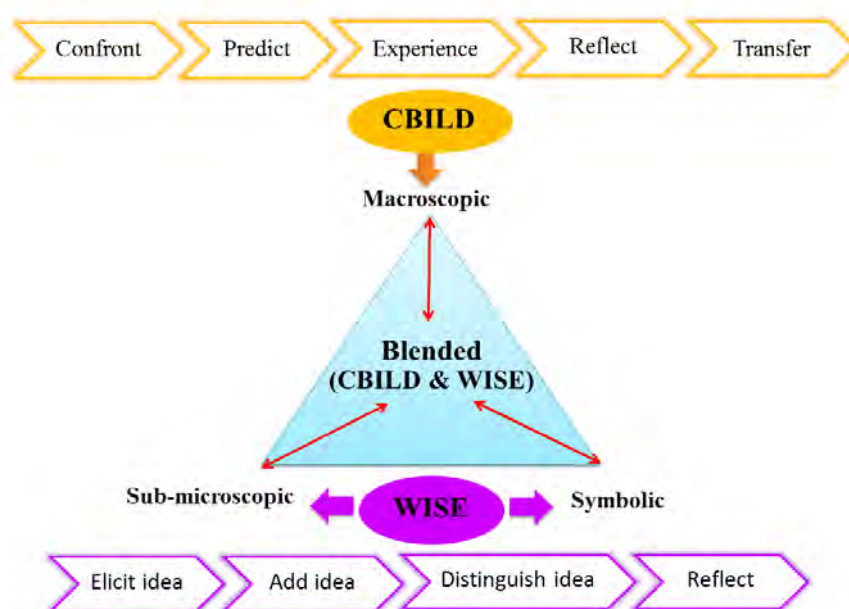 Confront Predict Experience Reflect Transfer
CBILD
Macroscopic
Blended
(CBILD & WISE)
Sub-microscopic WISE Symbolic
Elicit idea Add idea Distinguish idea Reflect